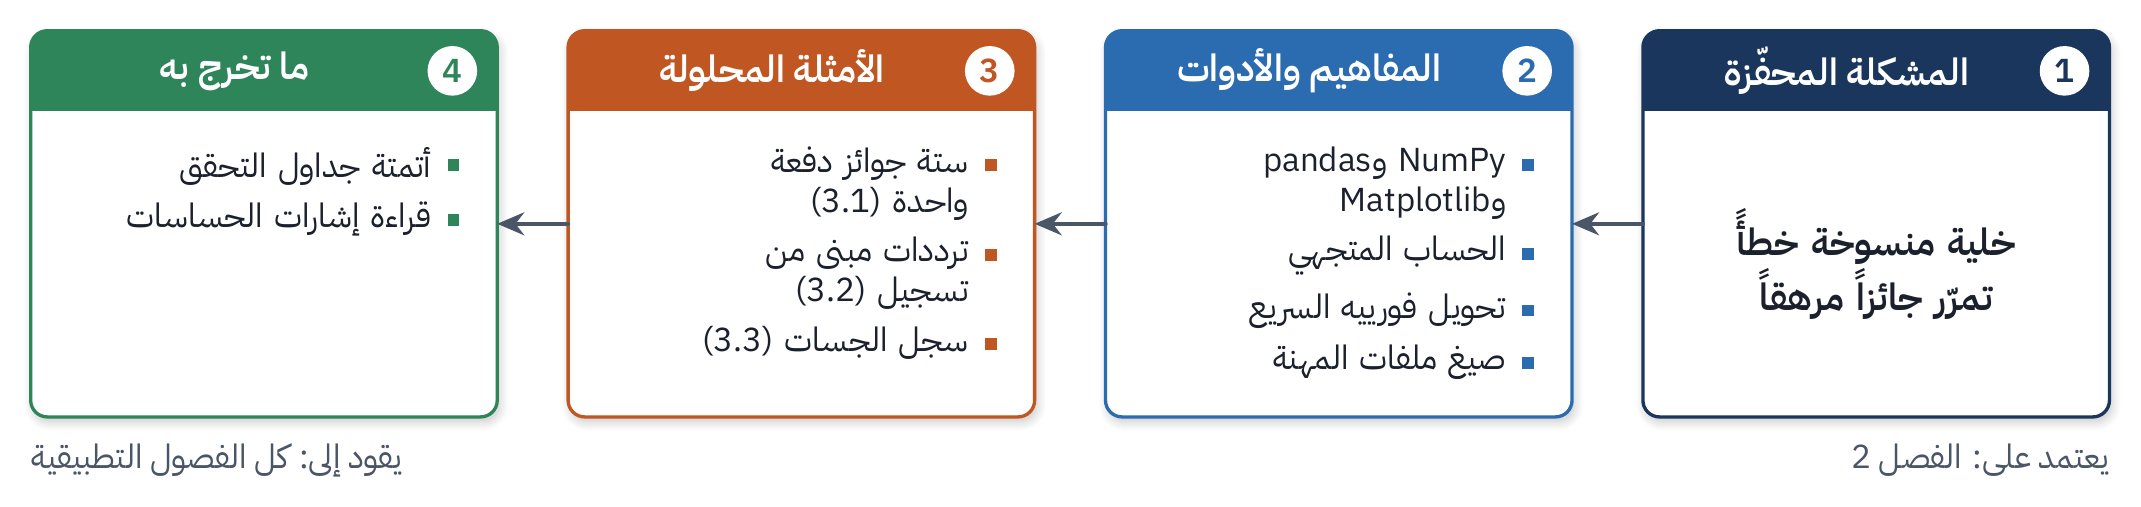 1 المشكلة المحفّزة
خلية منسوخة خطأً
تمرّر جائزاً مرهقاً
2 المفاهيم والأدوات
NumPy وpandas
وMatplotlib
الحساب المتجهي
تحويل فورييه السريع
صيغ ملفات المهنة
3 الأمثلة المحلولة
ستة جوائز دفعة
واحدة (3.1)
ترددات مبنى من
تسجيل (3.2)
سجل الجسات (3.3)
4 ما تخرج به
أتمتة جداول التحقق
قراءة إشارات الحساسات
يعتمد على: الفصل 2
يقود إلى: كل الفصول التطبيقية